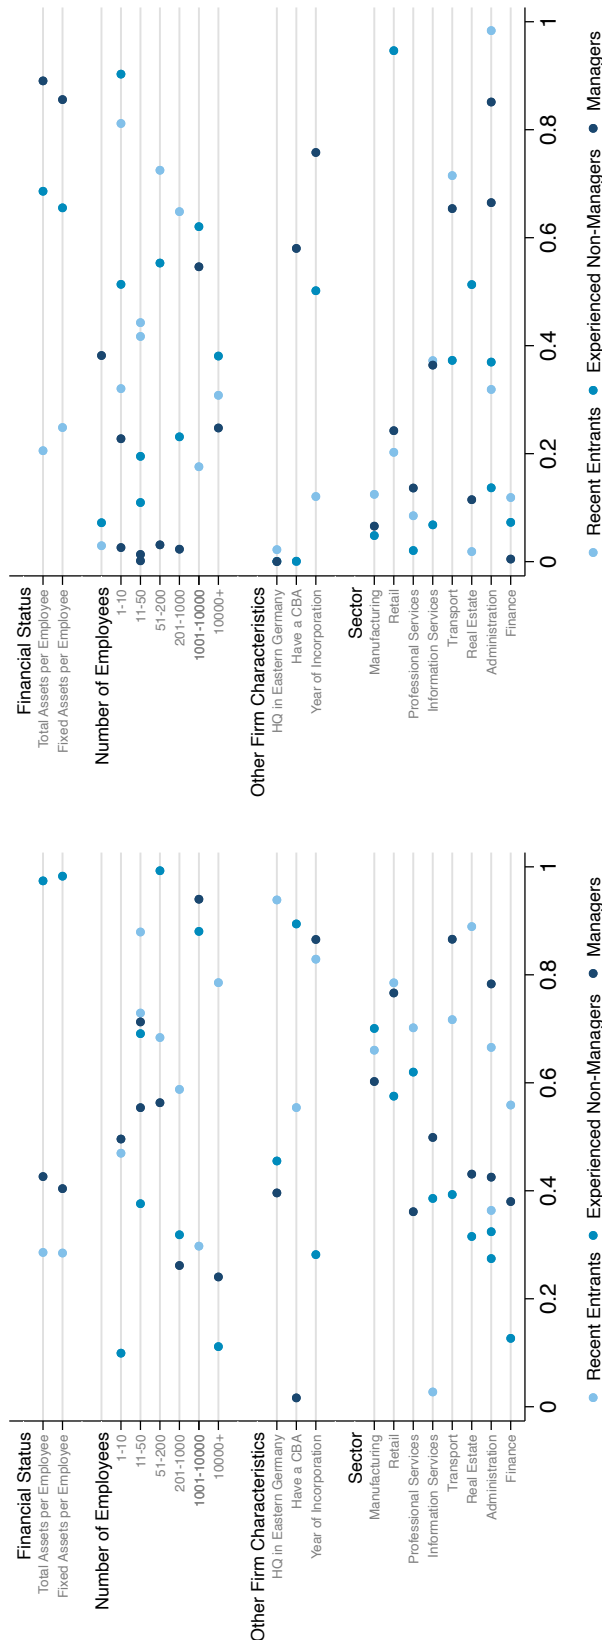 Financial Status
Total Assets per Employee
Fixed Assets per Employee
Number of Employees
1-10
11-50
51-200
201-1000
1001-10000
10000+
Other Firm Characteristics
HQ in Eastern Germany
Have a CBA
Year of Incorporation
Sector
Manufacturing
Retail
Professional Services
Information Services
Transport
Real Estate
Administration
Finance
0 0.2 0.4 0.6 0.8 1
Recent Entrants Experienced Non-Managers Managers
Financial Status
Total Assets per Employee
Fixed Assets per Employee
Number of Employees
1-10
11-50
51-200
201-1000
1001-10000
10000+
Other Firm Characteristics
HQ in Eastern Germany
Have a CBA
Year of Incorporation
Sector
Manufacturing
Retail
Professional Services
Information Services
Transport
Real Estate
Administration
Finance
0 0.2 0.4 0.6 0.8 1
Recent Entrants Experienced Non-Managers Managers